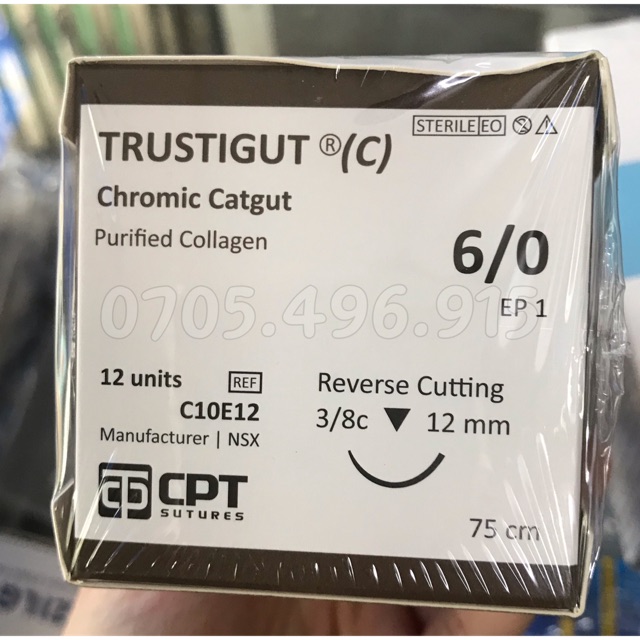 TRUSTIGUT ®(C)
STERILE EO
Chromic Catgut
Purified Collagen
6/0
EP 1
0705.496.915
12 units REF
C10E12
Manufacturer | NSX
Reverse Cutting
3/8c 12 mm
CPT
SUTURES
75 cm